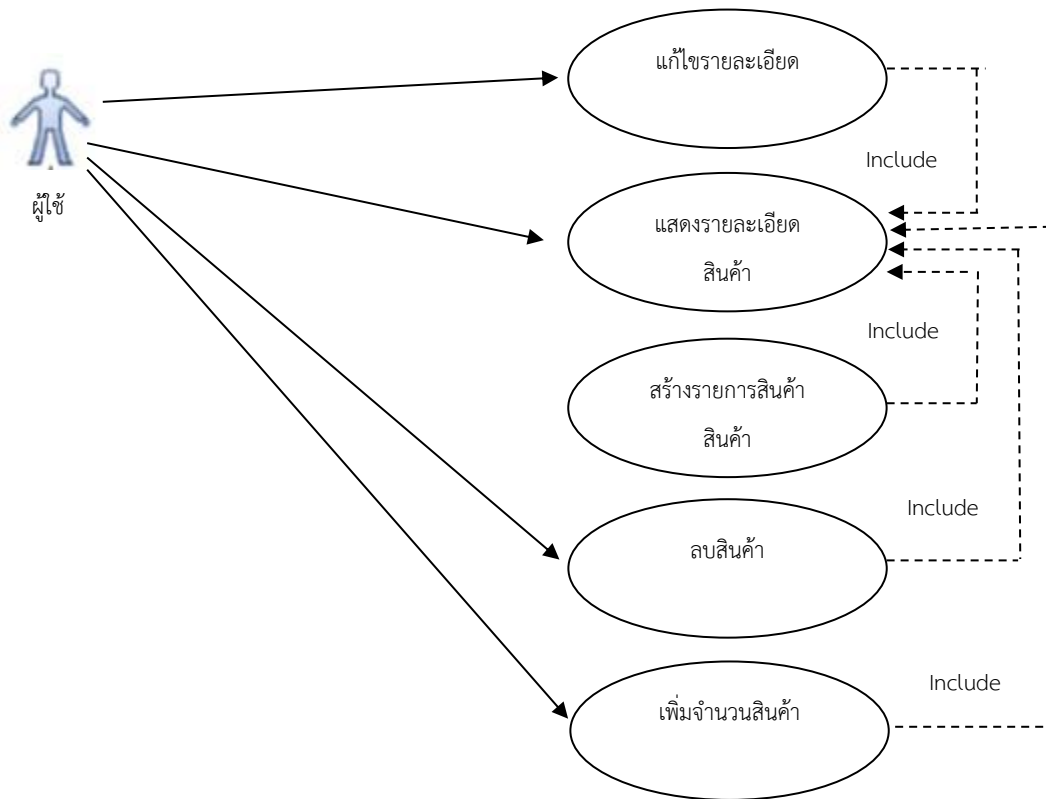 แก้ไขรายละเอียด
Include
ผู้ใช้
แสดงรายละเอียด
สินค้า
Include
สร้างรายการสินค้า
สินค้า
Include
ลบสินค้า
Include
เพิ่มจำนวนสินค้า